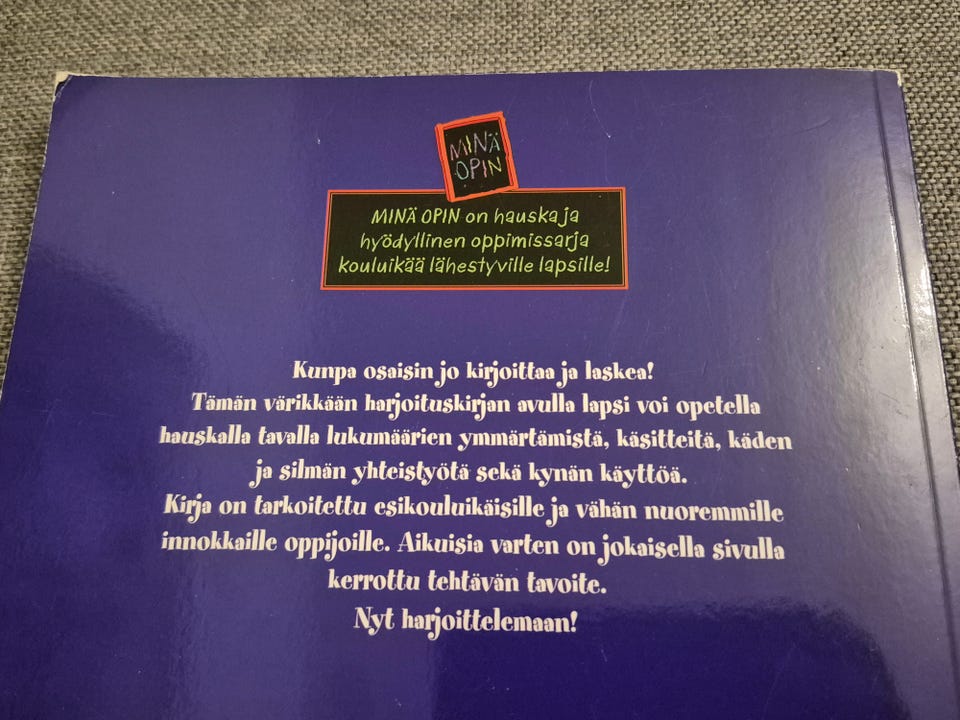 MINÄ
OPIN
MINÄ OPIN on hauska ja
hyödyllinen oppimissarja
kouluikää lähestyville lapsille!
Kunpa osaisin jo kirjoittaa ja laskea!
Tämän värikkään harjoituskirjan avulla lapsi voi opetella
hauskalla tavalla lukumäärien ymmärtämistä, käsitteitä, käden
ja silmän yhteistyötä sekä kynän käyttöä.
Kirja on tarkoitettu esikouluikäisille ja vähän nuoremmille
innokkaille oppijoille. Aikuisia varten on jokaisella sivulla
kerrottu tehtävän tavoite.
Nyt harjoittelemaan!